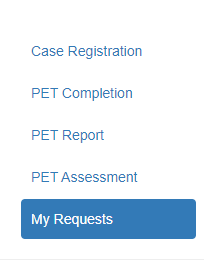 Case Registration
PET Completion
PET Report
PET Assessment
My Requests